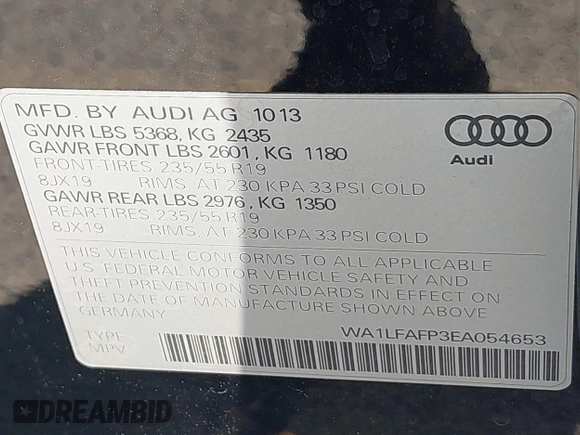 MFD. BY AUDI AG 1013
GVWR LBS 5368, KG 2435
GAWR FRONT LBS 2601, KG 1180
FRONT-TIRES 235/55 R19
8JX19 RIMS, AT 230 KPA 33 PSI COLD
GAWR REAR LBS 2976, KG 1350
REAR-TIRES 235/55 R19
8JX19 RIMS, AT 230 KPA 33 PSI COLD
THIS VEHICLE CONFORMS TO ALL APPLICABLE
U.S. FEDERAL MOTOR VEHICLE SAFETY AND
THEFT PREVENTION STANDARDS IN EFFECT ON
THE DATE OF MANUFACTURE SHOWN ABOVE
GERMANY
TYPE
MPV
Audi
WA1LFAFP3EA054653
DREAMBID